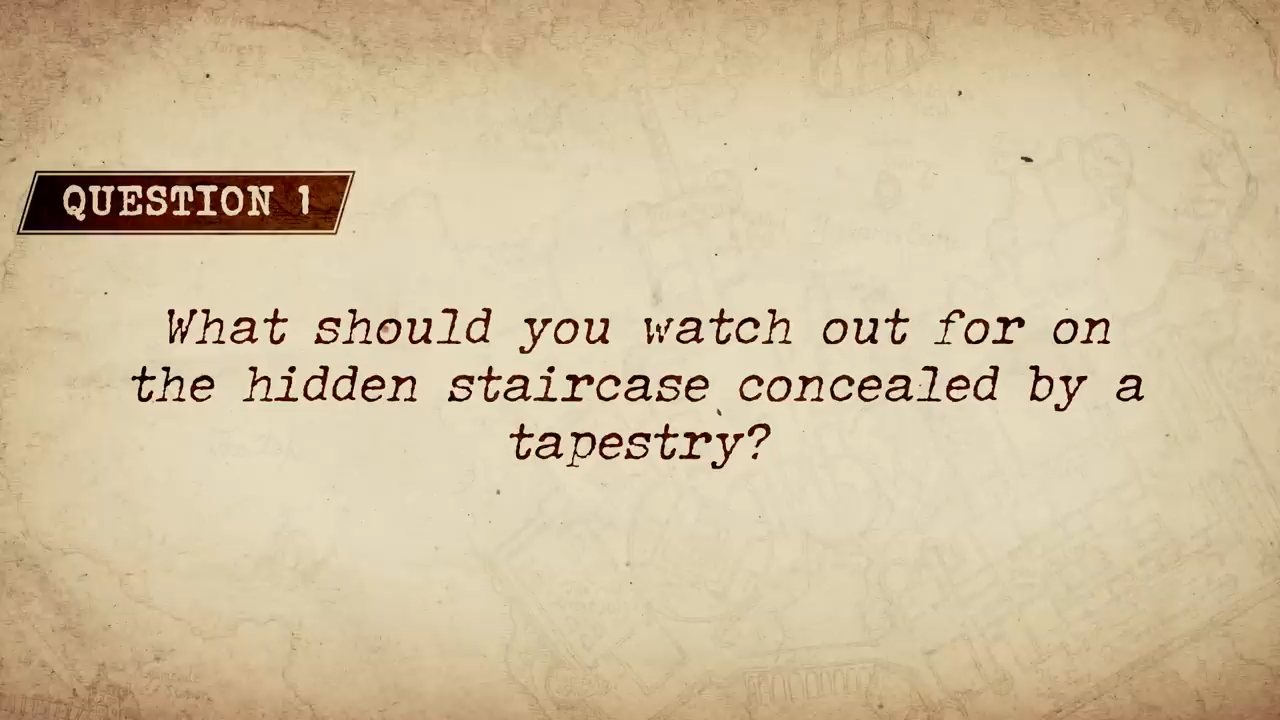 QUESTION 1
What should you watch out for on
the hidden staircase concealed by a
tapestry?